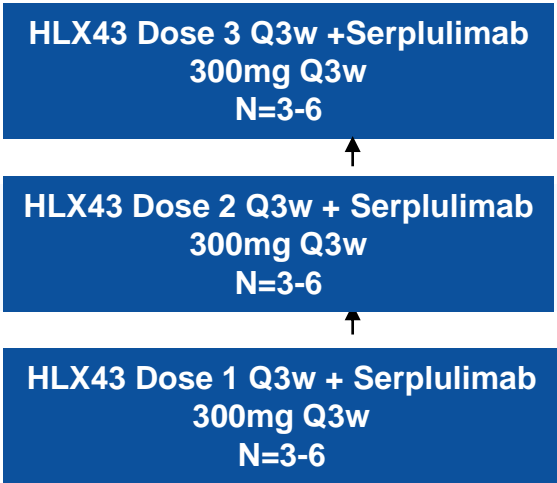 HLX43 Dose 3 Q3w +Serplulimab
300mg Q3w
N=3-6
HLX43 Dose 2 Q3w + Serplulimab
300mg Q3w
N=3-6
HLX43 Dose 1 Q3w + Serplulimab
300mg Q3w
N=3-6